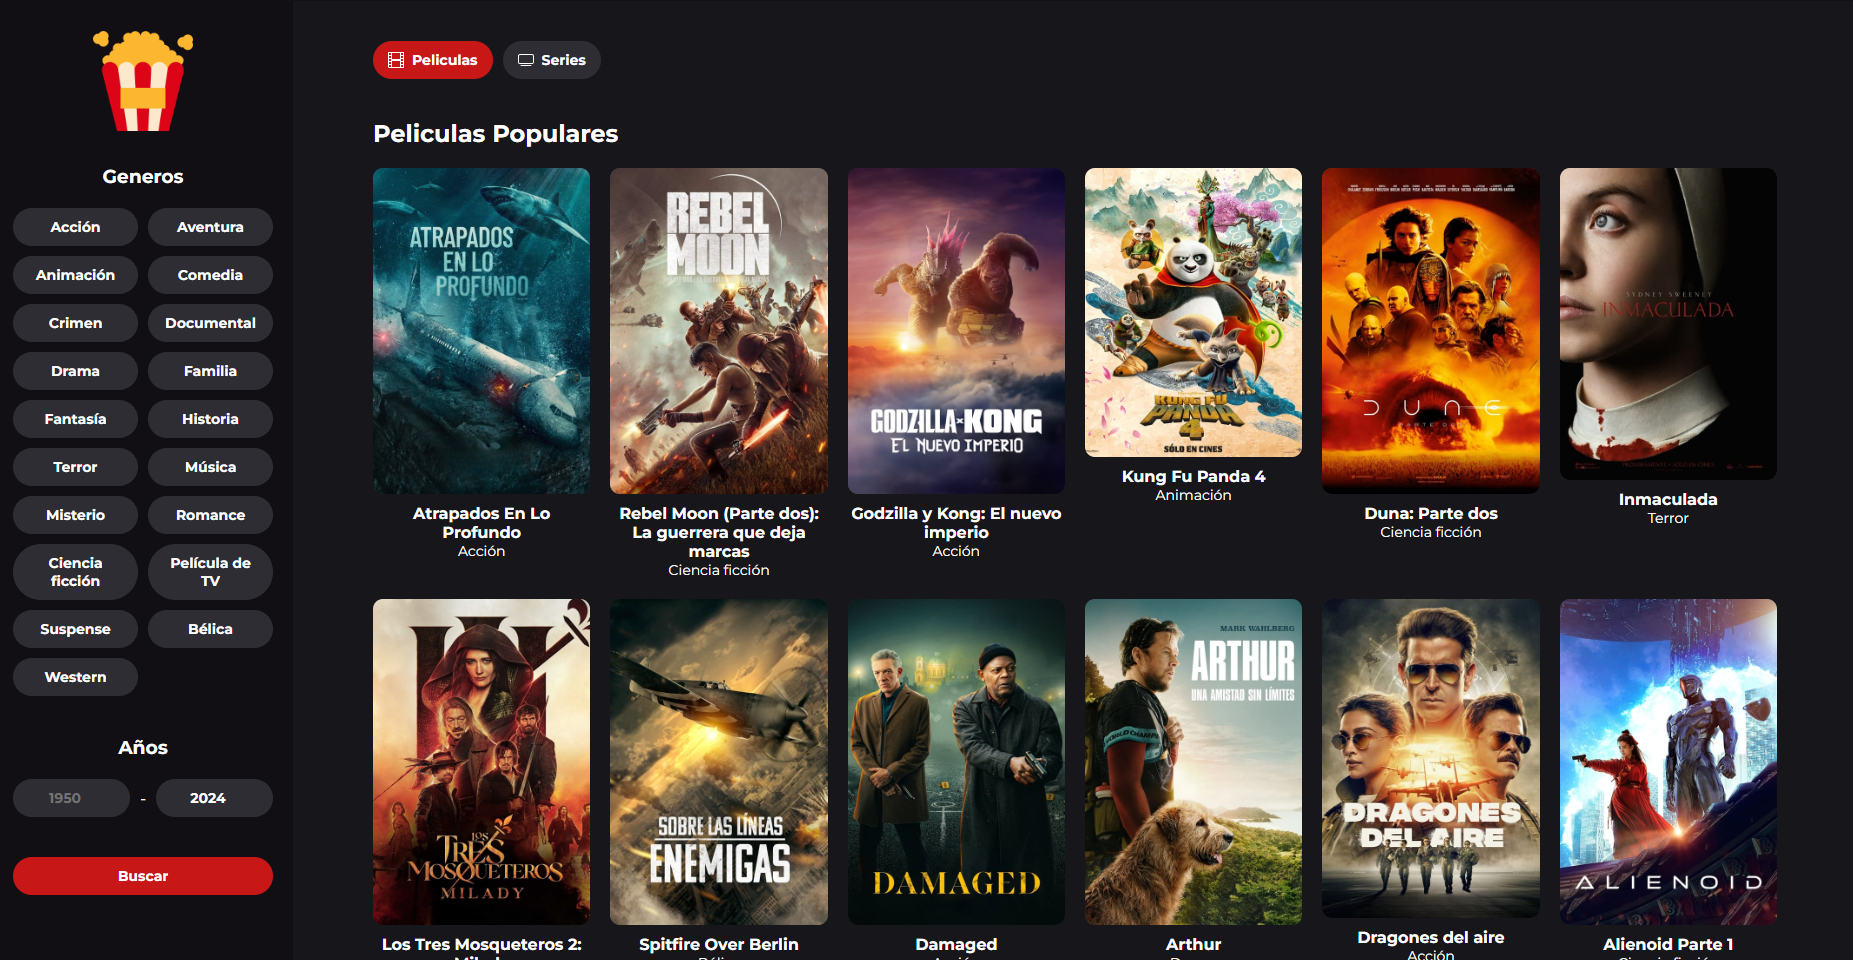 Peliculas
Series
Generos
Acción
Aventura
Animación
Comedia
Crimen
Documental
Drama
Familia
Fantasía
Historia
Terror
Música
Misterio
Romance
Ciencia
ficción
Película de
TV
Suspense
Bélica
Western
Años
1950
-
2024
Buscar
Peliculas Populares
ATRAPADOS
EN LO
PROFUNDO
Atrapados En Lo
Profundo
Acción
REBEL
MOON
Rebel Moon (Parte dos):
La guerrera que deja
marcas
Ciencia ficción
GODZILLA x KONG
EL NUEVO IMPERIO
Godzilla y Kong: El nuevo
imperio
Acción
KUNG FU
PANDA
4
SÓLO EN CINES
Kung Fu Panda 4
Animación
DUNE
Duna: Parte dos
Ciencia ficción
SYDNEY SWEENEY
INMACULADA
Inmaculada
Terror
LOS
TRES
MOSQUETEROS
MILADY
Los Tres Mosqueteros 2:
SOBRE LAS LÍNEAS
ENEMIGAS
Spitfire Over Berlin
DAMAGED
Damaged
MARK WAHLBERG
ARTHUR
UNA AMISTAD SIN LÍMITES
WORLD CHAMP
Arthur
DRAGONES
DEL AIRE
Dragones del aire
Acción
ALIENOID
Alienoid Parte 1